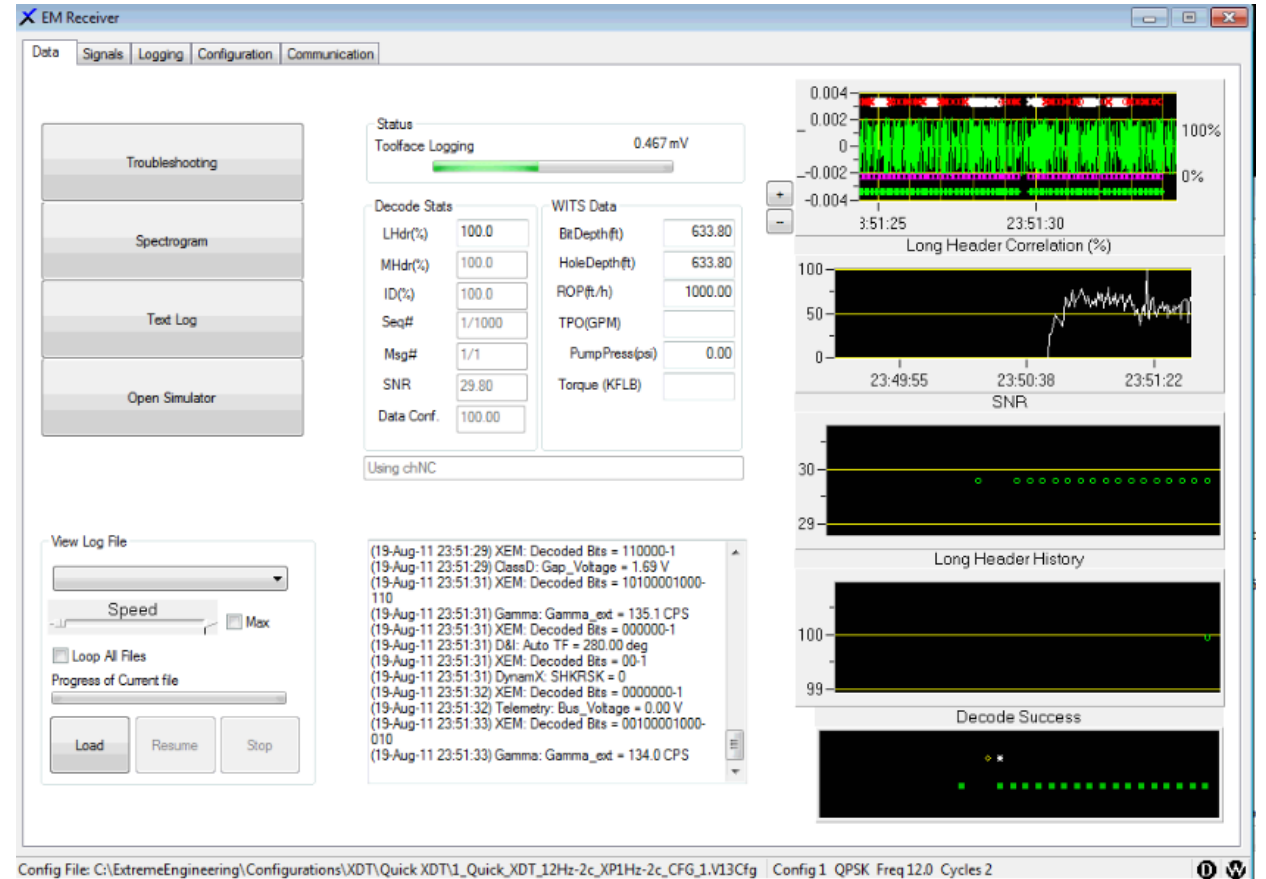 EM Receiver
Data Signals Logging Configuration Communication
Troubleshooting
Spectrogram
Text Log
Open Simulator
Status
Toolface Logging 0.467 mV
Decode Stats
LHdr(%) 100.0
MHdr(%) 100.0
ID(%) 100.0
Seq# 1/1000
Msg# 1/1
SNR 29.80
Data Conf. 100.00
WITS Data
BitDepth(ft) 633.80
HoleDepth(ft) 633.80
ROP(ft/h) 1000.00
TPO(GPM)
PumpPress(psi) 0.00
Torque (KFLB)
Using chNC
View Log File
Speed
Max
Loop All Files
Progress of Current file
Load Resume Stop
(19-Aug-11 23:51:29) XEM: Decoded Bits = 110000-1
(19-Aug-11 23:51:29) ClassD: Gap_Voltage = 1.69 V
(19-Aug-11 23:51:31) XEM: Decoded Bits = 10100001000-
110
(19-Aug-11 23:51:31) Gamma: Gamma_ext = 135.1 CPS
(19-Aug-11 23:51:31) XEM: Decoded Bits = 000000-1
(19-Aug-11 23:51:31) D&I: Auto TF = 280.00 deg
(19-Aug-11 23:51:31) XEM: Decoded Bits = 00-1
(19-Aug-11 23:51:31) DynamX: SHKRSK = 0
(19-Aug-11 23:51:32) XEM: Decoded Bits = 0000000-1
(19-Aug-11 23:51:32) Telemetry: Bus_Voltage = 0.00 V
(19-Aug-11 23:51:33) XEM: Decoded Bits = 00100001000-
010
(19-Aug-11 23:51:33) Gamma: Gamma_ext = 134.0 CPS
+
-
0.004
0.002
0
-0.002
-0.004
100%
0%
3:51:25 23:51:30
Long Header Correlation (%)
100
50
0
23:49:55 23:50:38 23:51:22
SNR
30
29
Long Header History
100
99
Decode Success
Config File: C:\ExtremeEngineering\Configurations\XDT\Quick XDT\1_Quick_XDT_12Hz-2c_XP1Hz-2c_CFG_1.V13Cfg Config 1 QPSK Freq 12.0 Cycles 2 D W